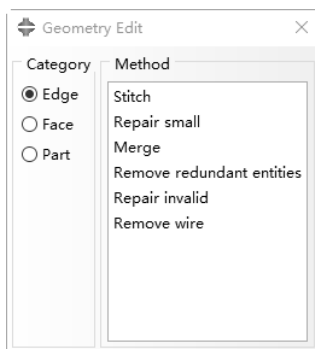 Geometry Edit
Category
Method
Edge
Face
Part
Stitch
Repair small
Merge
Remove redundant entities
Repair invalid
Remove wire